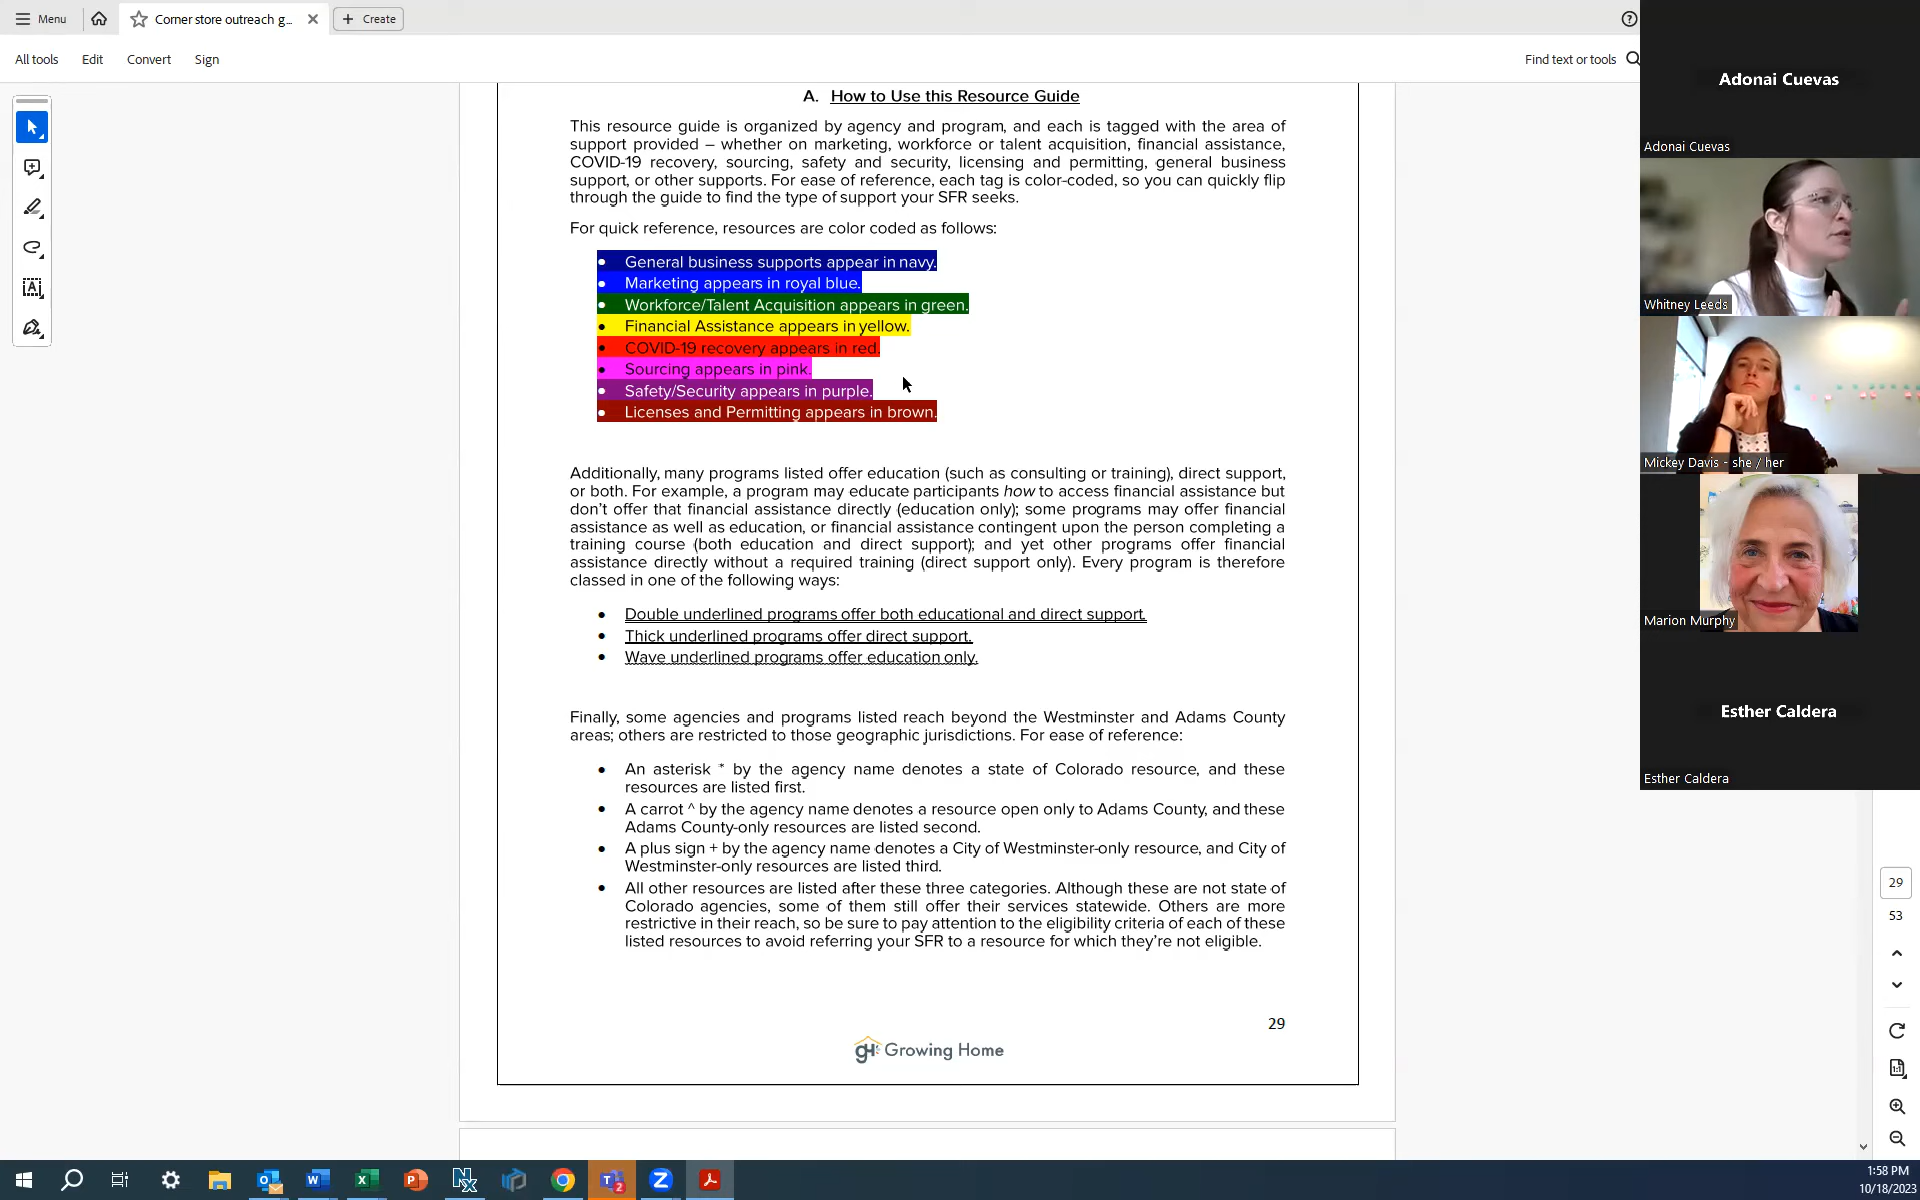 Menu
Corner store outreach g...
Create
All tools
Edit
Convert
Sign
Find text or tools
A. How to Use this Resource Guide
This resource guide is organized by agency and program, and each is tagged with the area of
support provided – whether on marketing, workforce or talent acquisition, financial assistance,
COVID-19 recovery, sourcing, safety and security, licensing and permitting, general business
support, or other supports. For ease of reference, each tag is color-coded, so you can quickly flip
through the guide to find the type of support your SFR seeks.
For quick reference, resources are color coded as follows:
• General business supports appear in navy.
• Marketing appears in royal blue.
• Workforce/Talent Acquisition appears in green.
• Financial Assistance appears in yellow.
• COVID-19 recovery appears in red.
• Sourcing appears in pink.
• Safety/Security appears in purple.
• Licenses and Permitting appears in brown.
Additionally, many programs listed offer education (such as consulting or training), direct support,
or both. For example, a program may educate participants how to access financial assistance but
don't offer that financial assistance directly (education only); some programs may offer financial
assistance as well as education, or financial assistance contingent upon the person completing a
training course (both education and direct support); and yet other programs offer financial
assistance directly without a required training (direct support only). Every program is therefore
classed in one of the following ways:
• Double underlined programs offer both educational and direct support.
• Thick underlined programs offer direct support.
• Wave underlined programs offer education only.
Finally, some agencies and programs listed reach beyond the Westminster and Adams County
areas; others are restricted to those geographic jurisdictions. For ease of reference:
• An asterisk * by the agency name denotes a state of Colorado resource, and these
resources are listed first.
• A carrot ^ by the agency name denotes a resource open only to Adams County, and these
Adams County-only resources are listed second.
• A plus sign + by the agency name denotes a City of Westminster-only resource, and City of
Westminster-only resources are listed third.
• All other resources are listed after these three categories. Although these are not state of
Colorado agencies, some of them still offer their services statewide. Others are more
restrictive in their reach, so be sure to pay attention to the eligibility criteria of each of these
listed resources to avoid referring your SFR to a resource for which they're not eligible.
29
gH Growing Home
Adonai Cuevas
Adonai Cuevas
Whitney Leeds
Mickey Davis - she / her
Marion Murphy
Esther Caldera
Esther Caldera
29
53
1:58 PM
10/18/2023